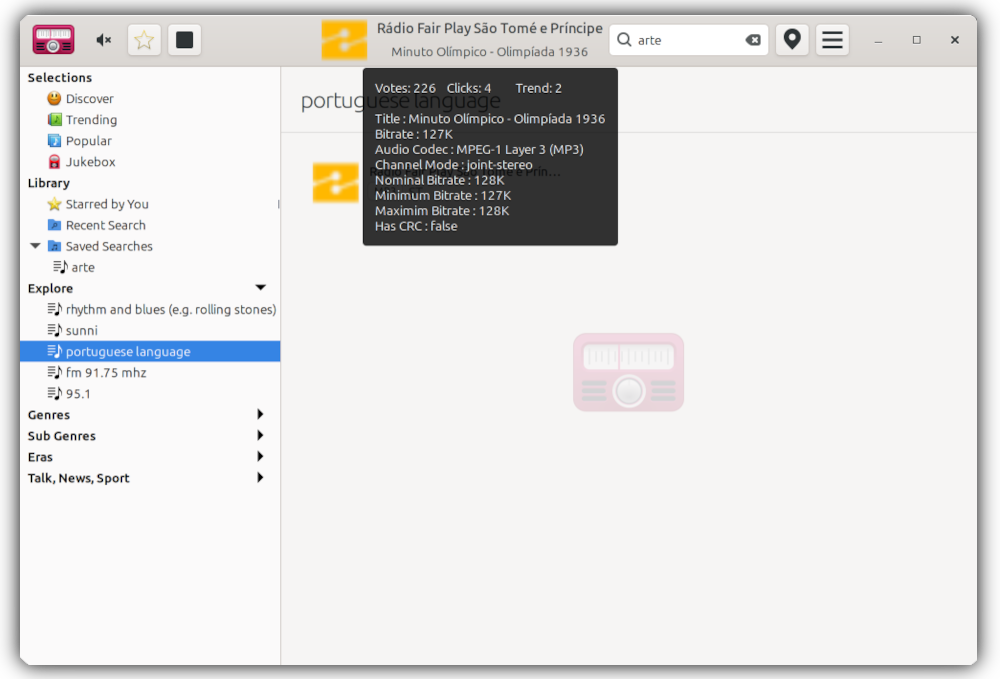 Rádio Fair Play São Tomé e Príncipe
Minuto Olímpico - Olimpíada 1936
arte
Selections
Discover
Trending
Popular
Jukebox
Library
Starred by You
Recent Search
Saved Searches
arte
Explore
rhythm and blues (e.g. rolling stones)
sunni
portuguese language
fm 91.75 mhz
95.1
Genres
Sub Genres
Eras
Talk, News, Sport
portuguese language
Votes: 226 Clicks: 4 Trend: 2
Title : Minuto Olímpico - Olimpíada 1936
Bitrate : 127K
Audio Codec : MPEG-1 Layer 3 (MP3)
Channel Mode : joint-stereo
Nominal Bitrate : 128K
Minimum Bitrate : 127K
Maximim Bitrate : 128K
Has CRC : false